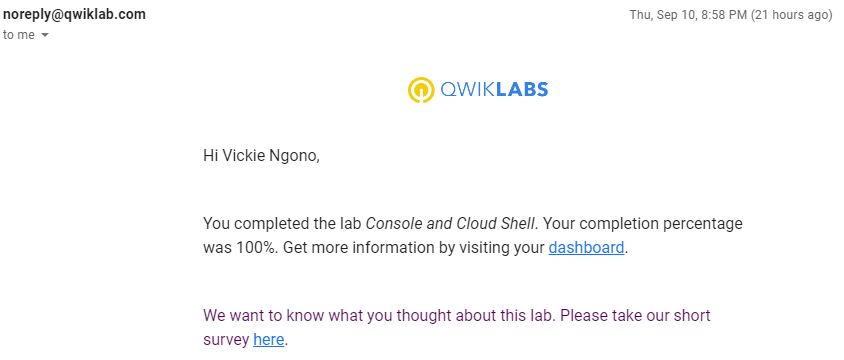 noreply@qwiklab.com Thu, Sep 10, 8:58 PM (21 hours ago)
to me
QWIKLABS
Hi Vickie Ngono,
You completed the lab Console and Cloud Shell. Your completion percentage
was 100%. Get more information by visiting your dashboard.
We want to know what you thought about this lab. Please take our short
survey here.